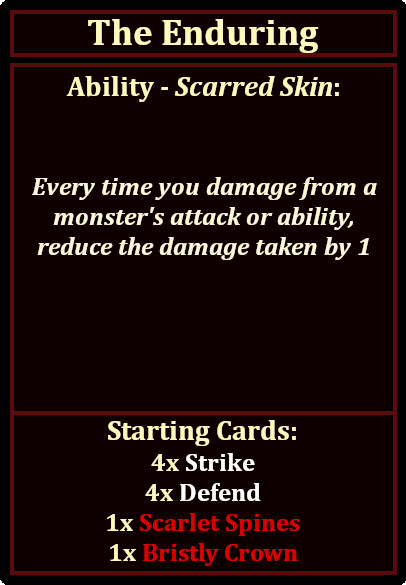 The Enduring
Ability - Scarred Skin:
Every time you damage from a
monster's attack or ability,
reduce the damage taken by 1
Starting Cards:
4x Strike
4x Defend
1x Scarlet Spines
1x Bristly Crown